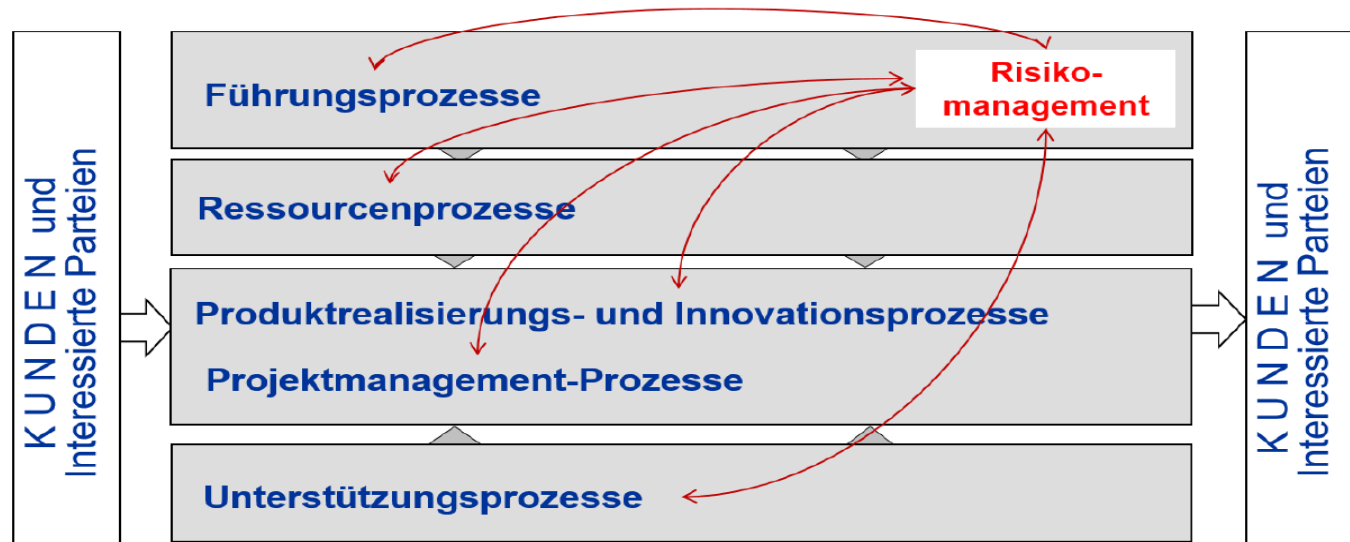 KUNDEN und
Interessierte Parteien
Führungsprozesse
Risiko-
management
Ressourcenprozesse
Produktrealisierungs- und Innovationsprozesse
Projektmanagement-Prozesse
Unterstützungsprozesse
KUNDEN und
Interessierte Parteien